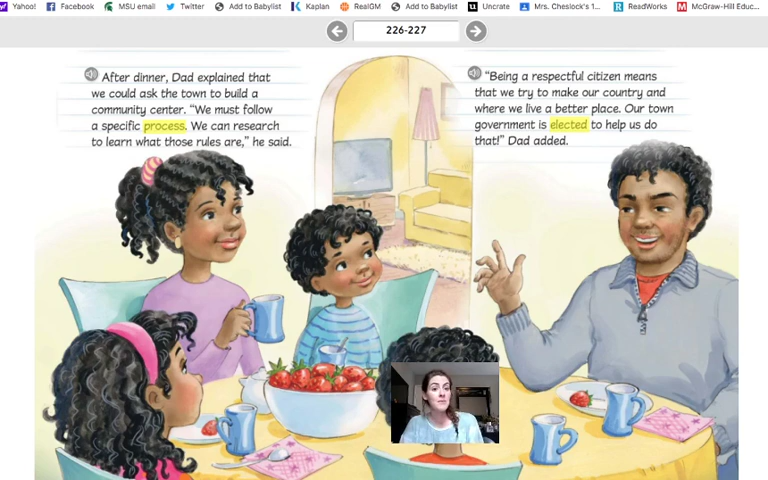 Yahoo! Facebook MSU email Twitter Add to Babylist Kaplan RealGM Add to Babylist Uncrate Mrs. Cheslock's 1... ReadWorks McGraw-Hill Educ...
226-227
After dinner, Dad explained that
we could ask the town to build a
community center. “We must follow
a specific process. We can research
to learn what those rules are,” he said.
“Being a respectful citizen means
that we try to make our country and
where we live a better place. Our town
government is elected to help us do
that!” Dad added.